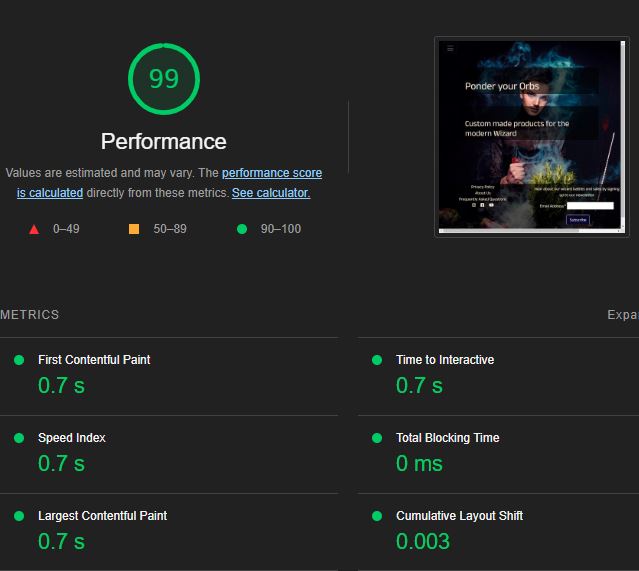 99
Performance
Values are estimated and may vary. The performance score
is calculated directly from these metrics. See calculator.
0–49
50–89
90–100
Ponder your Orbs
Custom made products for the
modern Wizard
Privacy Policy
About Us
Frequently Asked Questions
Hear about our wizard babbles and sales by signing
up to our newsletter
Email Address*
Subscribe
METRICS
Expa
First Contentful Paint
0.7 s
Time to Interactive
0.7 s
Speed Index
0.7 s
Total Blocking Time
0 ms
Largest Contentful Paint
0.7 s
Cumulative Layout Shift
0.003